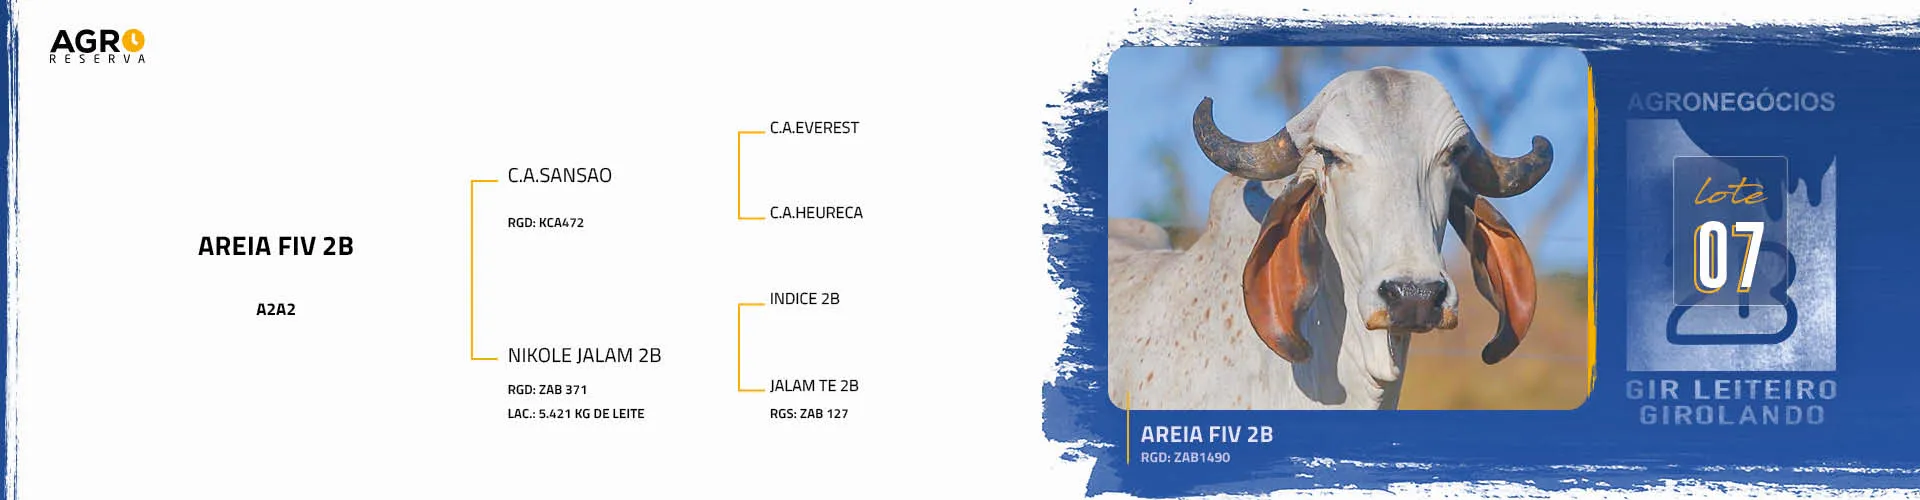 AGRO
RESERVA
AREIA FIV 2B
A2A2
C.A.SANSAO
RGD: KCA472
NIKOLE JALAM 2B
RGD: ZAB 371
LAC.: 5.421 KG DE LEITE
C.A.EVEREST
C.A.HEURECA
INDICE 2B
JALAM TE 2B
RGS: ZAB 127
AREIA FIV 2B
RGD: ZAB1490
AGRONEGÓCIOS
lote
07
2B
GIR LEITEIRO
GIROLANDO